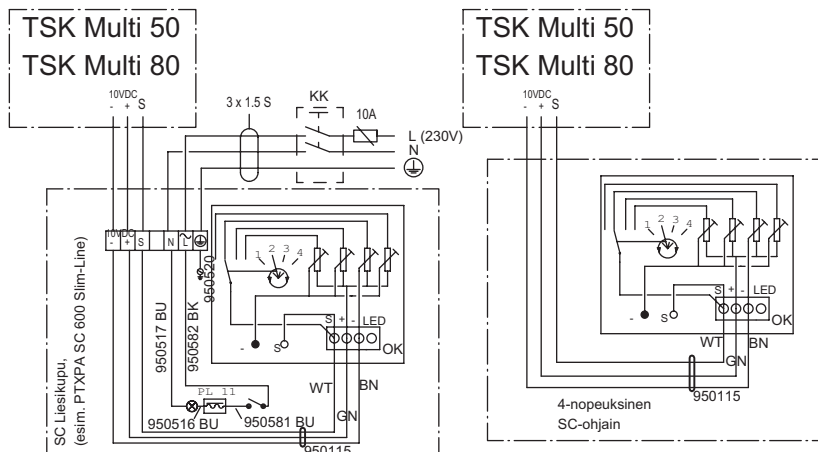 TSK Multi 50
TSK Multi 80
10VDC
- + S
3 x 1.5 S
KK
10A
L (230V)
N
10VDC
- + S N L
1 2 3 4
S + - LED
- S
OK
950520
950517 BU
950582 BK
WT BN
GN
PL 11
950516 BU
950581 BU
950115
SC Liesikupu,
(esim. PTXPA SC 600 Slim-Line)
TSK Multi 50
TSK Multi 80
10VDC
- + S
1 2 3 4
S + - LED
- S
OK
WT BN
GN
950115
4-nopeuksinen
SC-ohjain